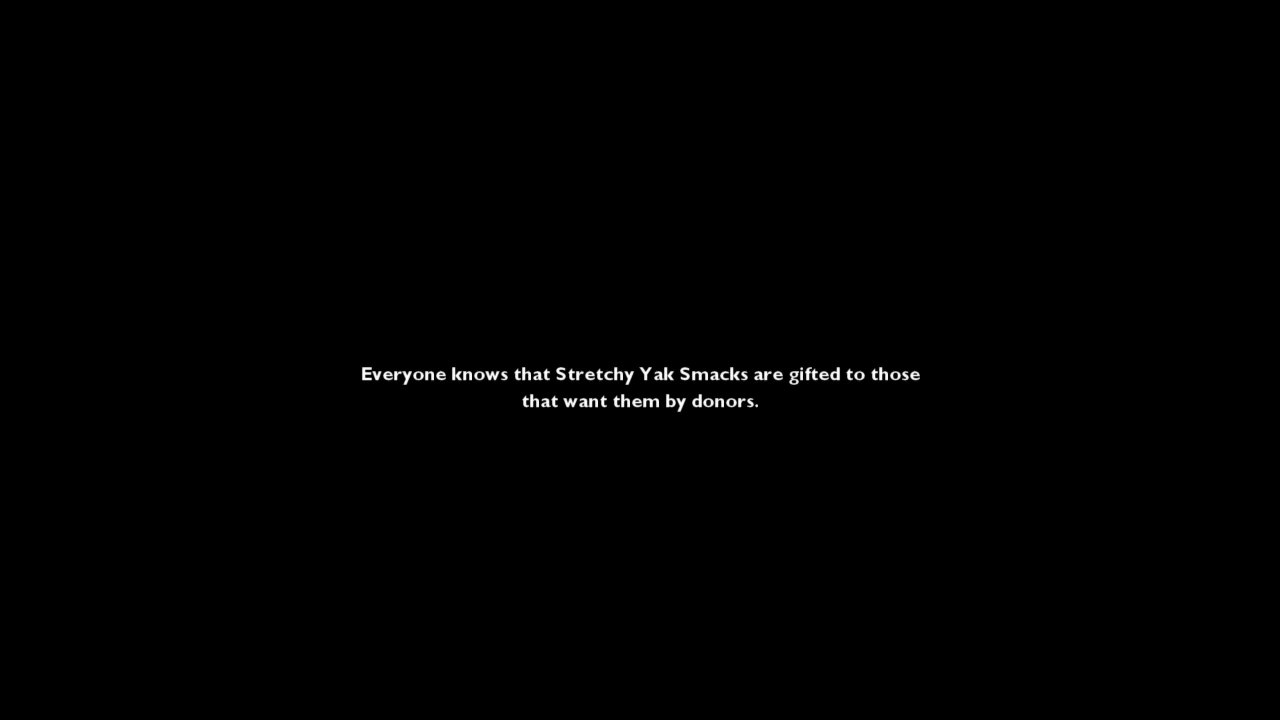 Everyone knows that Stretchy Yak Smacks are gifted to those
that want them by donors.